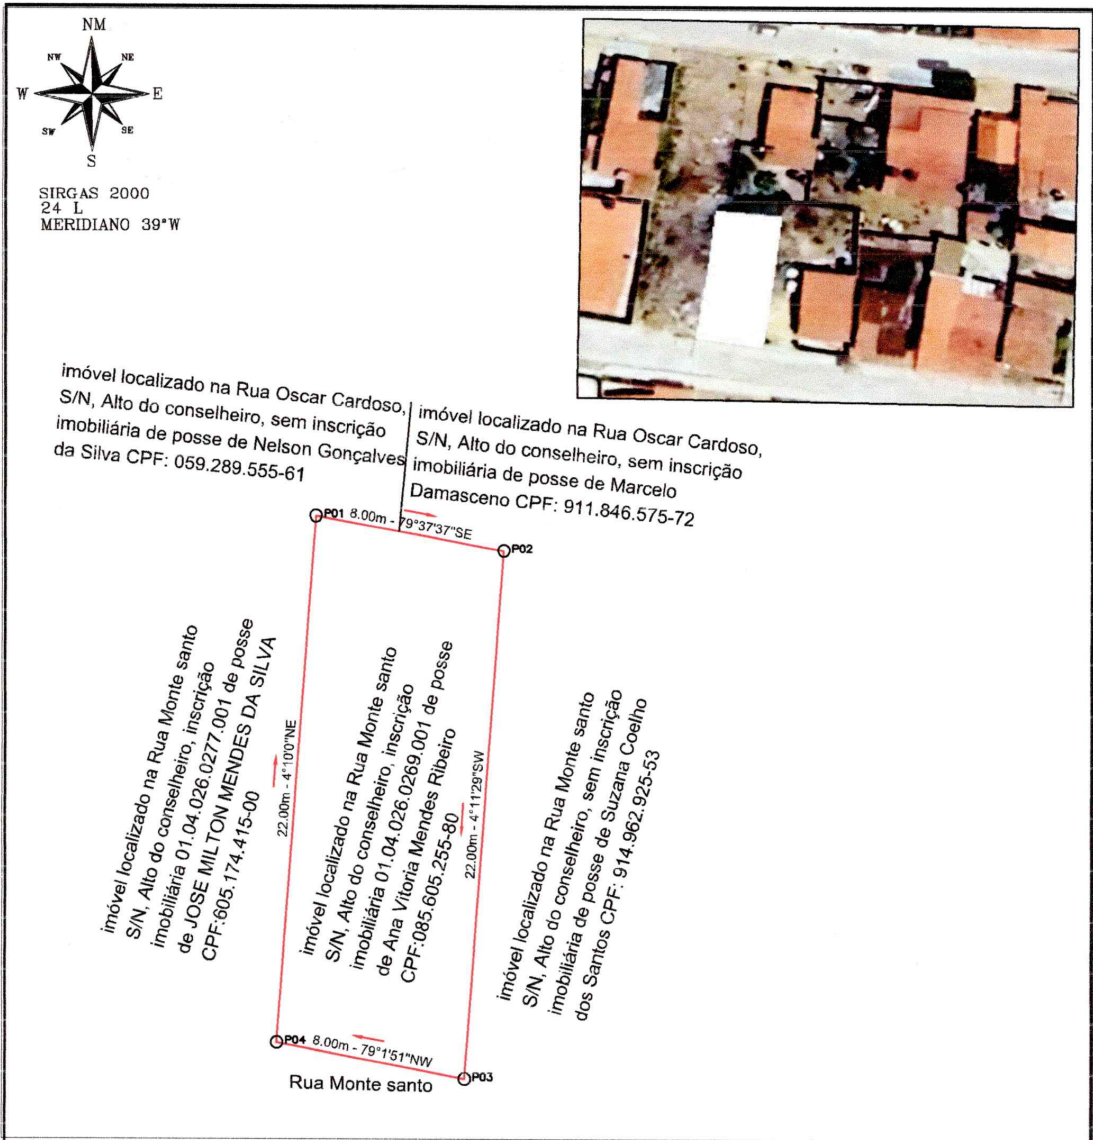 NM
NW
NE
W
E
SW
SE
S
SIRGAS 2000
24 L
MERIDIANO 39°W
imóvel localizado na Rua Oscar Cardoso,
S/N, Alto do conselheiro, sem inscrição
imobiliária de posse de Nelson Gonçalves
da Silva CPF: 059.289.555-61
imóvel localizado na Rua Oscar Cardoso,
S/N, Alto do conselheiro, sem inscrição
imobiliária de posse de Marcelo
Damasceno CPF: 911.846.575-72
P01
8.00m - 79°37'37"SE
P02
imóvel localizado na Rua Monte santo
S/N, Alto do conselheiro, inscrição
imobiliária 01.04.026.0277.001 de posse
de JOSE MILTON MENDES DA SILVA
CPF:605.174.415-00
22.00m - 4°10'0"NE
imóvel localizado na Rua Monte santo
S/N, Alto do conselheiro, inscrição
imobiliária 01.04.026.0269.001 de posse
de Ana Vitoria Mendes Ribeiro
CPF:085.605.255-80
22.00m - 4°11'29"SW
imóvel localizado na Rua Monte santo
S/N, Alto do conselheiro, sem inscrição
imobiliária de posse de Suzana Coelho
dos Santos CPF: 914.962.925-53
P04
8.00m - 79°1'51"NW
P03
Rua Monte santo